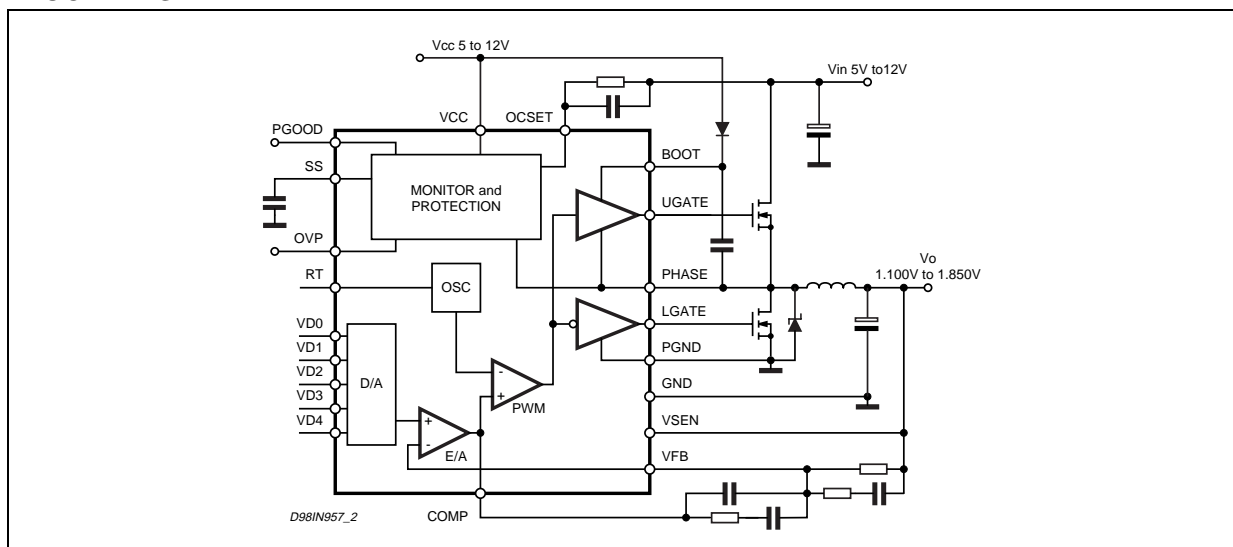 Vcc 5 to 12V
Vin 5V to12V
VCC
OCSET
PGOOD
BOOT
SS
MONITOR and
PROTECTION
UGATE
OVP
Vo
1.100V to 1.850V
RT
OSC
PHASE
LGATE
VD0
VD1
PGND
VD2
D/A
-
+
PWM
GND
VD3
VD4
+
-
E/A
VSEN
VFB
COMP
D98IN957_2